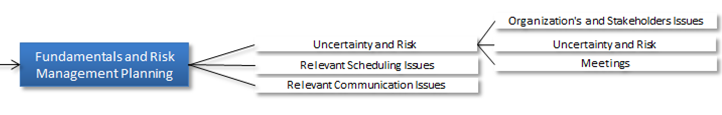 Fundamentals and Risk
Management Planning
Uncertainty and Risk
Relevant Scheduling Issues
Relevant Communication Issues
Organization's and Stakeholders Issues
Uncertainty and Risk
Meetings